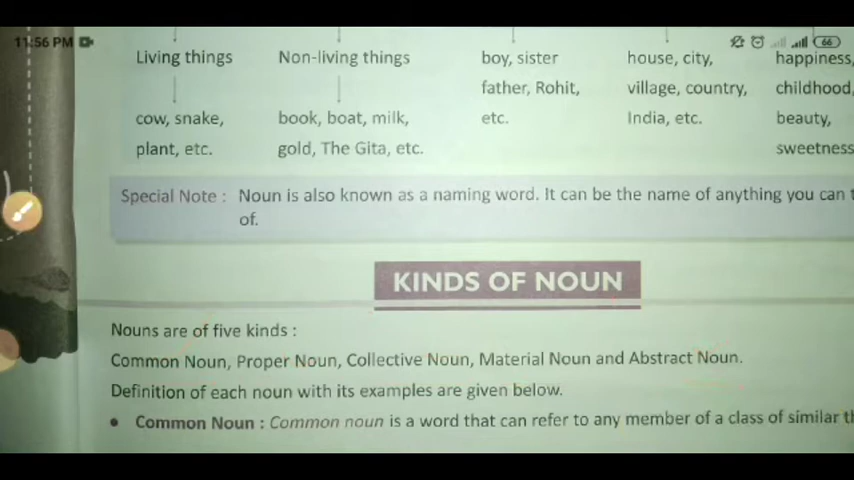 11:56 PM
66
Living things
Non-living things
boy, sister
house, city,
happiness,
father, Rohit,
village, country,
childhood,
cow, snake,
book, boat, milk,
etc.
India, etc.
beauty,
plant, etc.
gold, The Gita, etc.
sweetness
Special Note : Noun is also known as a naming word. It can be the name of anything you can
of.
KINDS OF NOUN
Nouns are of five kinds :
Common Noun, Proper Noun, Collective Noun, Material Noun and Abstract Noun.
Definition of each noun with its examples are given below.
• Common Noun : Common noun is a word that can refer to any member of a class of similar